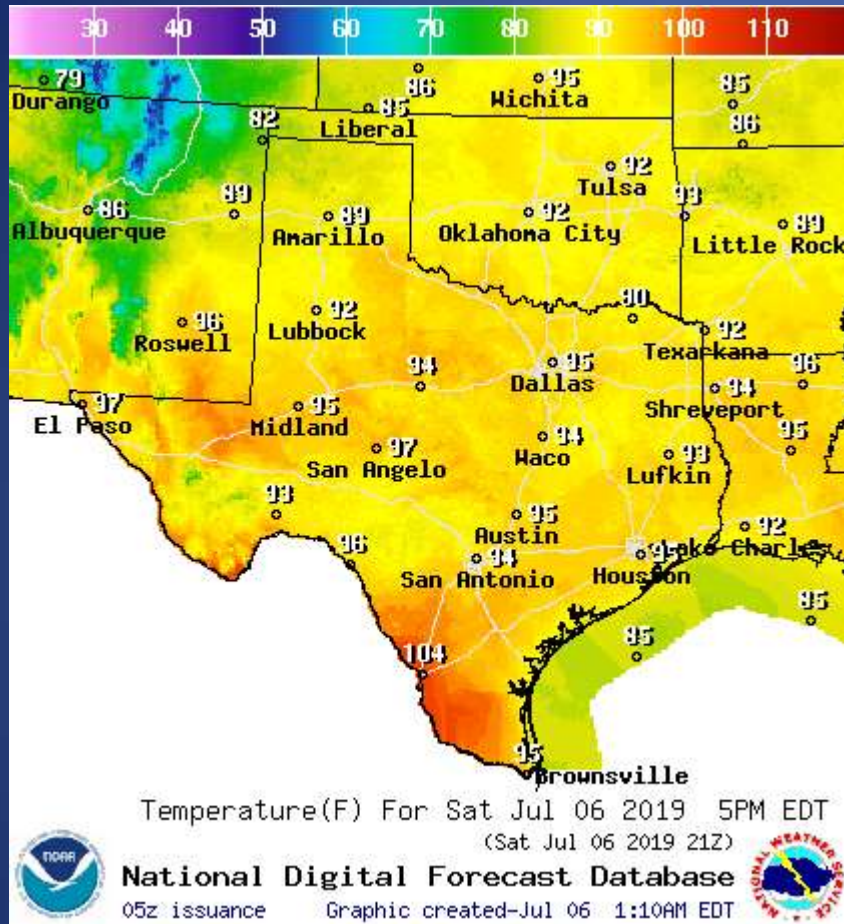 30 40 50 60 70 80 90 100 110
79
Durango
86
95
Wichita
85
85
Liberal
82
86
92
Tulsa
86
Albuquerque
89
89
Amarillo
92
Oklahoma City
93
89
Little Rock
96
Roswell
92
Lubbock
90
92
Texarkana
94
95
Dallas
94
Shreveport
96
97
El Paso
95
Midland
97
San Angelo
94
Waco
93
Lufkin
95
93
96
95
Austin
94
San Antonio
95
Houston
92
Lake Charles
85
85
104
95
Brownsville
Temperature(F) For Sat Jul 06 2019 5PM EDT
(Sat Jul 06 2019 21Z)
NOAA
National Digital Forecast Database
05z issuance Graphic created-Jul 06 1:10AM EDT